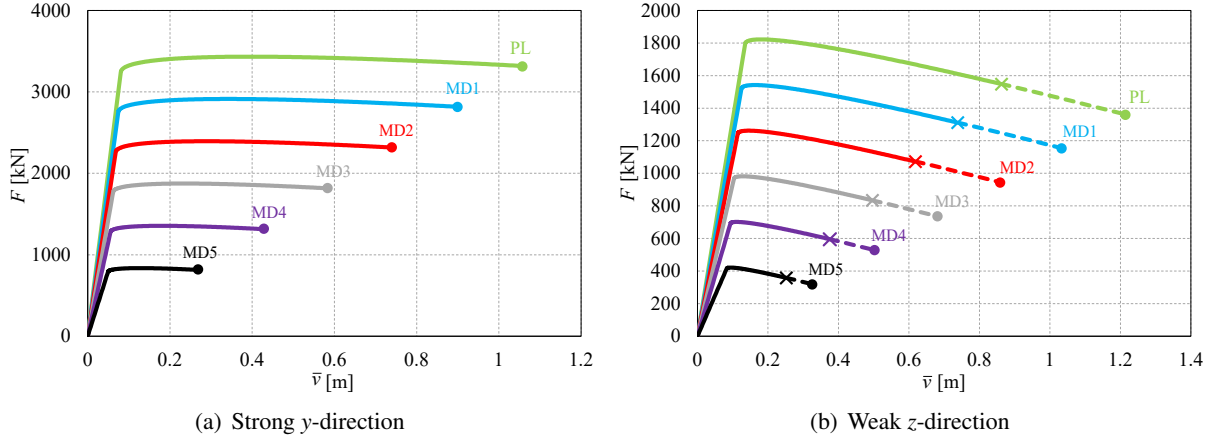 4000
3000
2000
1000
0
F [kN]
PL
MD1
MD2
MD3
MD4
MD5
0 0.2 0.4 0.6 0.8 1 1.2
v̄ [m]
(a) Strong y-direction
2000
1800
1600
1400
1200
1000
800
600
400
200
0
F [kN]
PL
MD1
MD2
MD3
MD4
MD5
0 0.2 0.4 0.6 0.8 1 1.2 1.4
v̄ [m]
(b) Weak z-direction